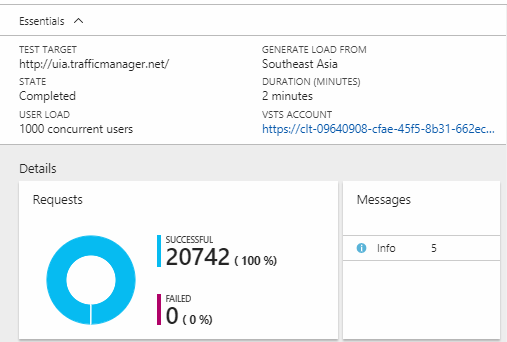 Essentials
TEST TARGET
http://uia.trafficmanager.net/
GENERATE LOAD FROM
Southeast Asia
STATE
Completed
DURATION (MINUTES)
2 minutes
USER LOAD
1000 concurrent users
VSTS ACCOUNT
https://clt-09640908-cfae-45f5-8b31-662ec...
Details
Requests
SUCCESSFUL
20742 ( 100 %)
FAILED
0 ( 0 %)
Messages
Info 5